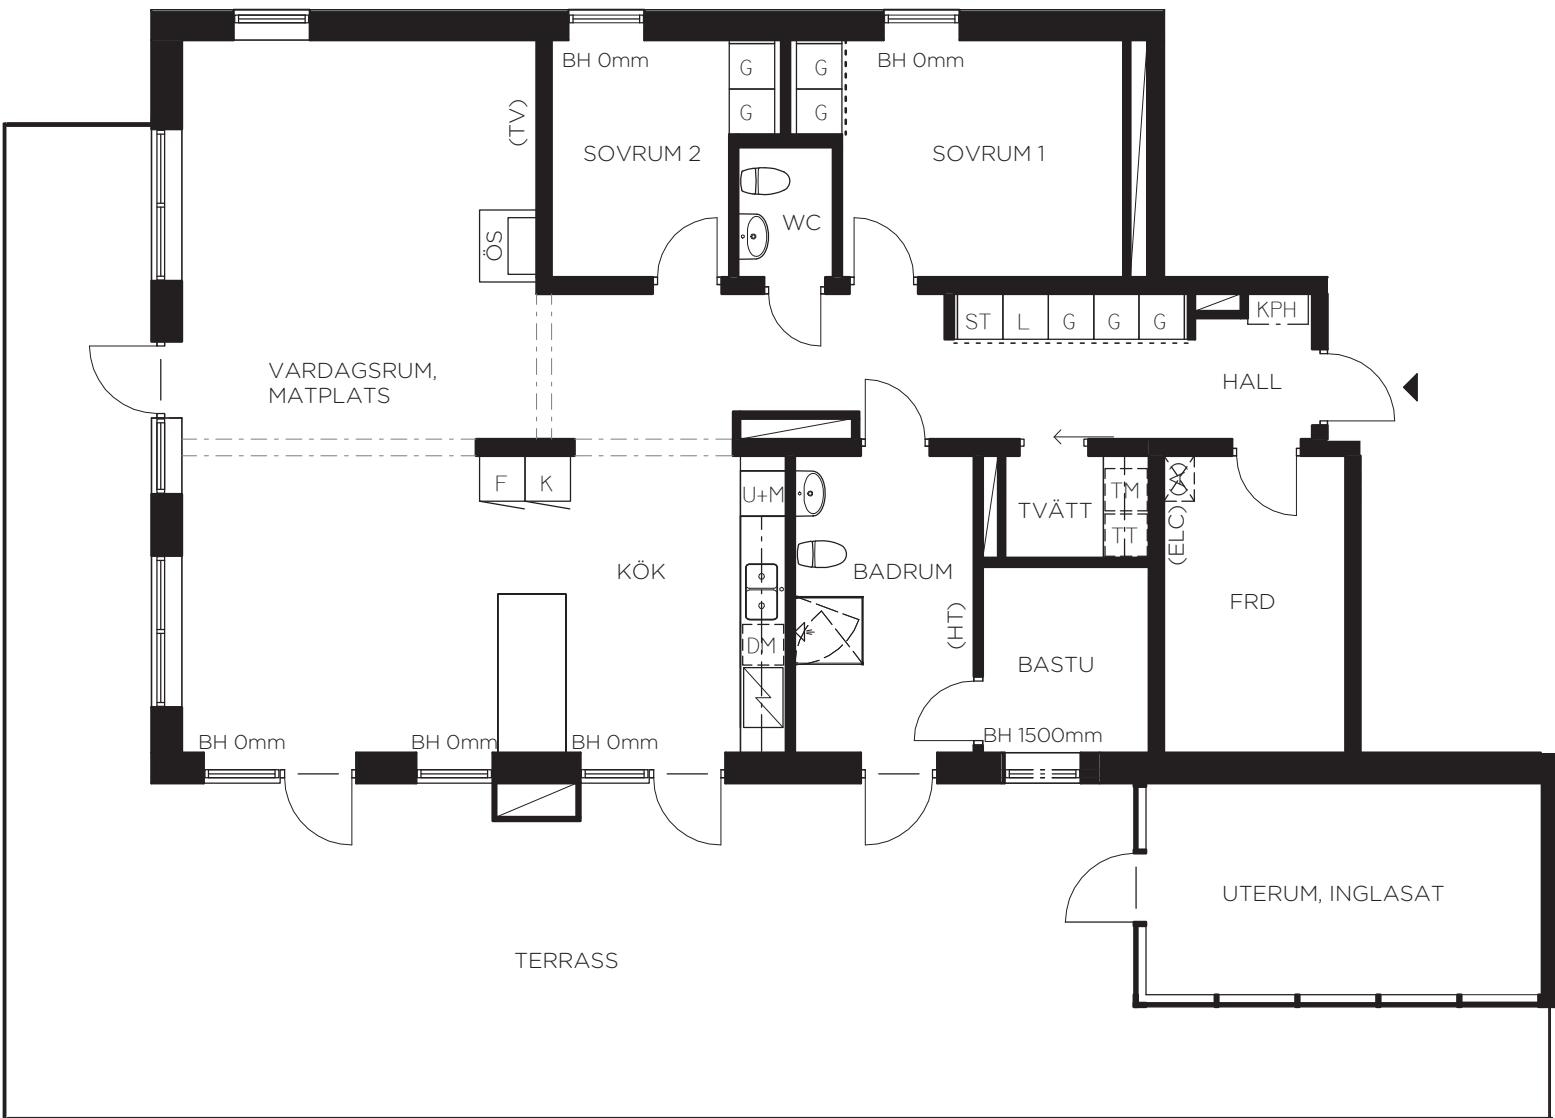 BH 0mm
BH 0mm
G
G
G
G
(TV)
SOVRUM 2
SOVRUM 1
WC
ÖS
ST
L
G
G
G
KPH
VARDAGSRUM,
MATPLATS
HALL
F
K
U+M
TM
TVÄTT
TT
(ELC)
KÖK
BADRUM
FRD
(HT)
DM
BASTU
BH 0mm
BH 0mm
BH 0mm
BH 1500mm
UTERUM, INGLASAT
TERRASS